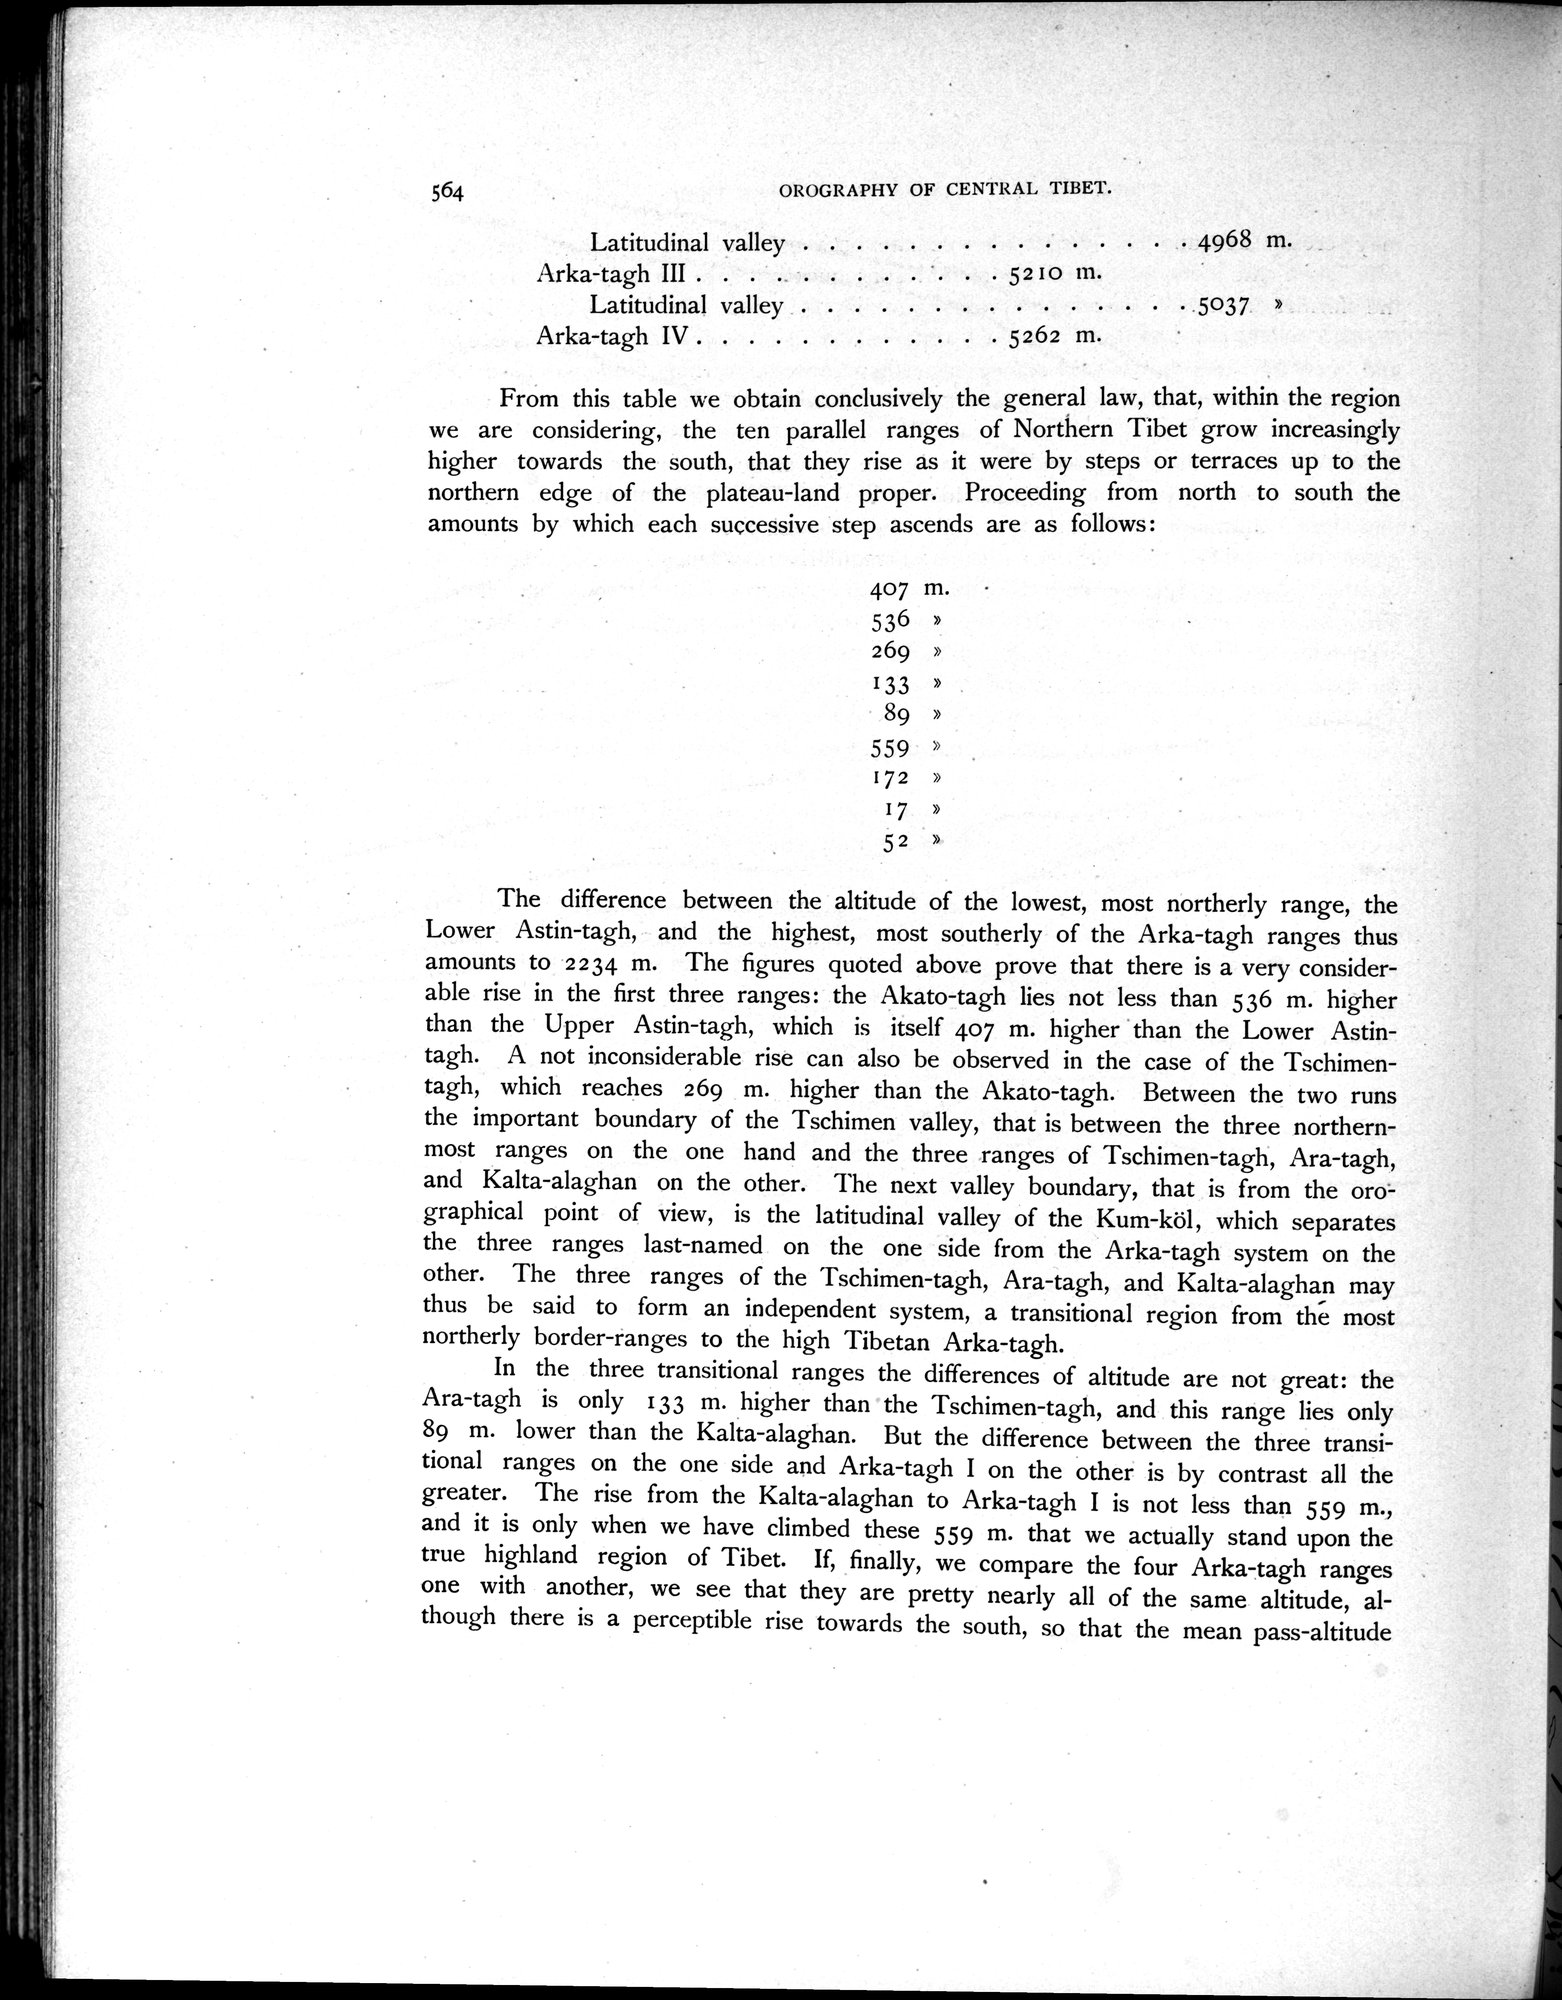 564 OROGRAPHY OF CENTRAL TIBET.
Latitudinal valley . . . . . . . . . . . . . . . 4968 m.
Arka-tagh III . . . . . . . . . . . . 5210 m.
Latitudinal valley . . . . . . . . . . . . . . . 5037 »
Arka-tagh IV . . . . . . . . . . . . 5262 m.
From this table we obtain conclusively the general law, that, within the region
we are considering, the ten parallel ranges of Northern Tibet grow increasingly
higher towards the south, that they rise as it were by steps or terraces up to the
northern edge of the plateau-land proper. Proceeding from north to south the
amounts by which each successive step ascends are as follows:
407 m.
536 »
269 »
133 »
89 »
559 »
172 »
17 »
52 »
The difference between the altitude of the lowest, most northerly range, the
Lower Astin-tagh, and the highest, most southerly of the Arka-tagh ranges thus
amounts to 2234 m. The figures quoted above prove that there is a very consider-
able rise in the first three ranges: the Akato-tagh lies not less than 536 m. higher
than the Upper Astin-tagh, which is itself 407 m. higher than the Lower Astin-
tagh. A not inconsiderable rise can also be observed in the case of the Tschimen-
tagh, which reaches 269 m. higher than the Akato-tagh. Between the two runs
the important boundary of the Tschimen valley, that is between the three northern-
most ranges on the one hand and the three ranges of Tschimen-tagh, Ara-tagh,
and Kalta-alaghan on the other. The next valley boundary, that is from the oro-
graphical point of view, is the latitudinal valley of the Kum-köl, which separates
the three ranges last-named on the one side from the Arka-tagh system on the
other. The three ranges of the Tschimen-tagh, Ara-tagh, and Kalta-alaghan may
thus be said to form an independent system, a transitional region from the most
northerly border-ranges to the high Tibetan Arka-tagh.
In the three transitional ranges the differences of altitude are not great: the
Ara-tagh is only 133 m. higher than the Tschimen-tagh, and this range lies only
89 m. lower than the Kalta-alaghan. But the difference between the three transi-
tional ranges on the one side and Arka-tagh I on the other is by contrast all the
greater. The rise from the Kalta-alaghan to Arka-tagh I is not less than 559 m.,
and it is only when we have climbed these 559 m. that we actually stand upon the
true highland region of Tibet. If, finally, we compare the four Arka-tagh ranges
one with another, we see that they are pretty nearly all of the same altitude, al-
though there is a perceptible rise towards the south, so that the mean pass-altitude